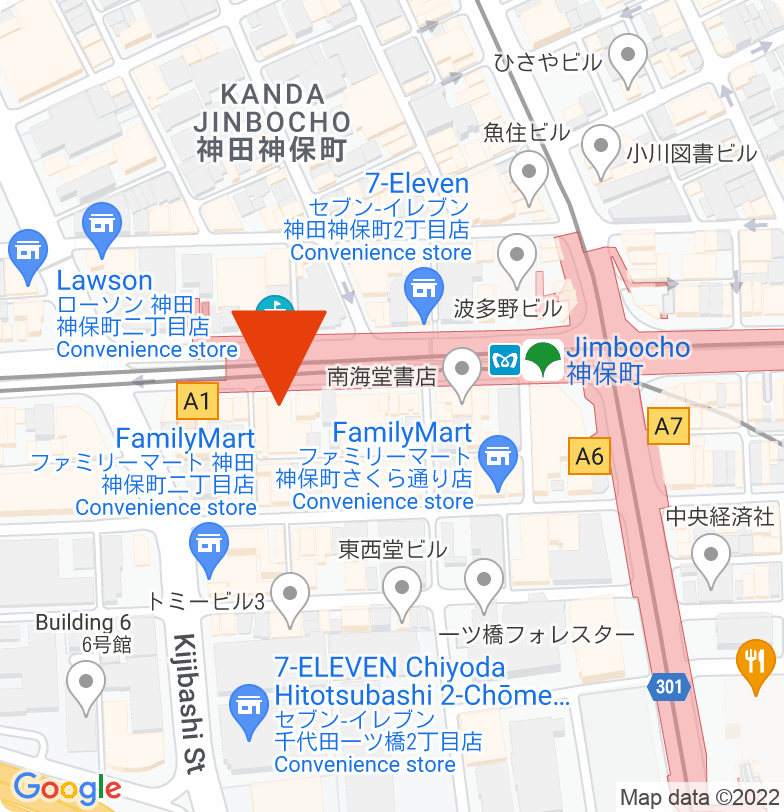 ひさやビル
KANDA
JINBOCHO
神田神保町
魚住ビル
小川図書ビル
7-Eleven
セブン-イレブン
神田神保町2丁目店
Convenience store
Lawson
ローソン 神田
神保町二丁目店
Convenience store
波多野ビル
Jimbocho
神保町
南海堂書店
A1
A7
FamilyMart
ファミリーマート 神田
神保町二丁目店
Convenience store
FamilyMart
ファミリーマート
神保町さくら通り店
Convenience store
A6
中央経済社
東西堂ビル
トミービル3
Building 6
6号館
一ツ橋フォレスター
Kijibashi St
7-ELEVEN Chiyoda
Hitotsubashi 2-Chōme…
セブン-イレブン
千代田一ツ橋2丁目店
Convenience store
301
Google
Map data ©2022